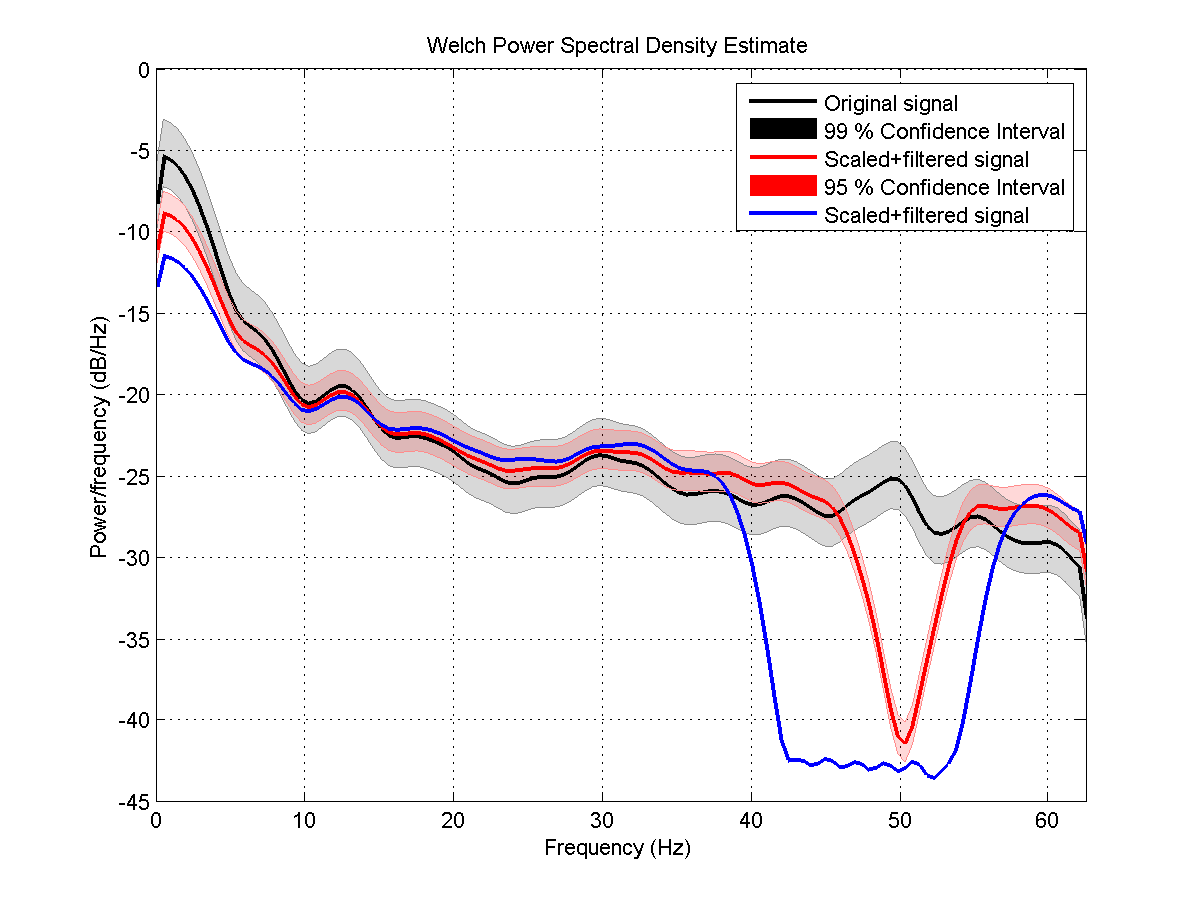 Welch Power Spectral Density Estimate
0
-5
-10
-15
-20
-25
-30
-35
-40
-45
Power/frequency (dB/Hz)
Original signal
99 % Confidence Interval
Scaled+filtered signal
95 % Confidence Interval
Scaled+filtered signal
0 10 20 30 40 50 60
Frequency (Hz)